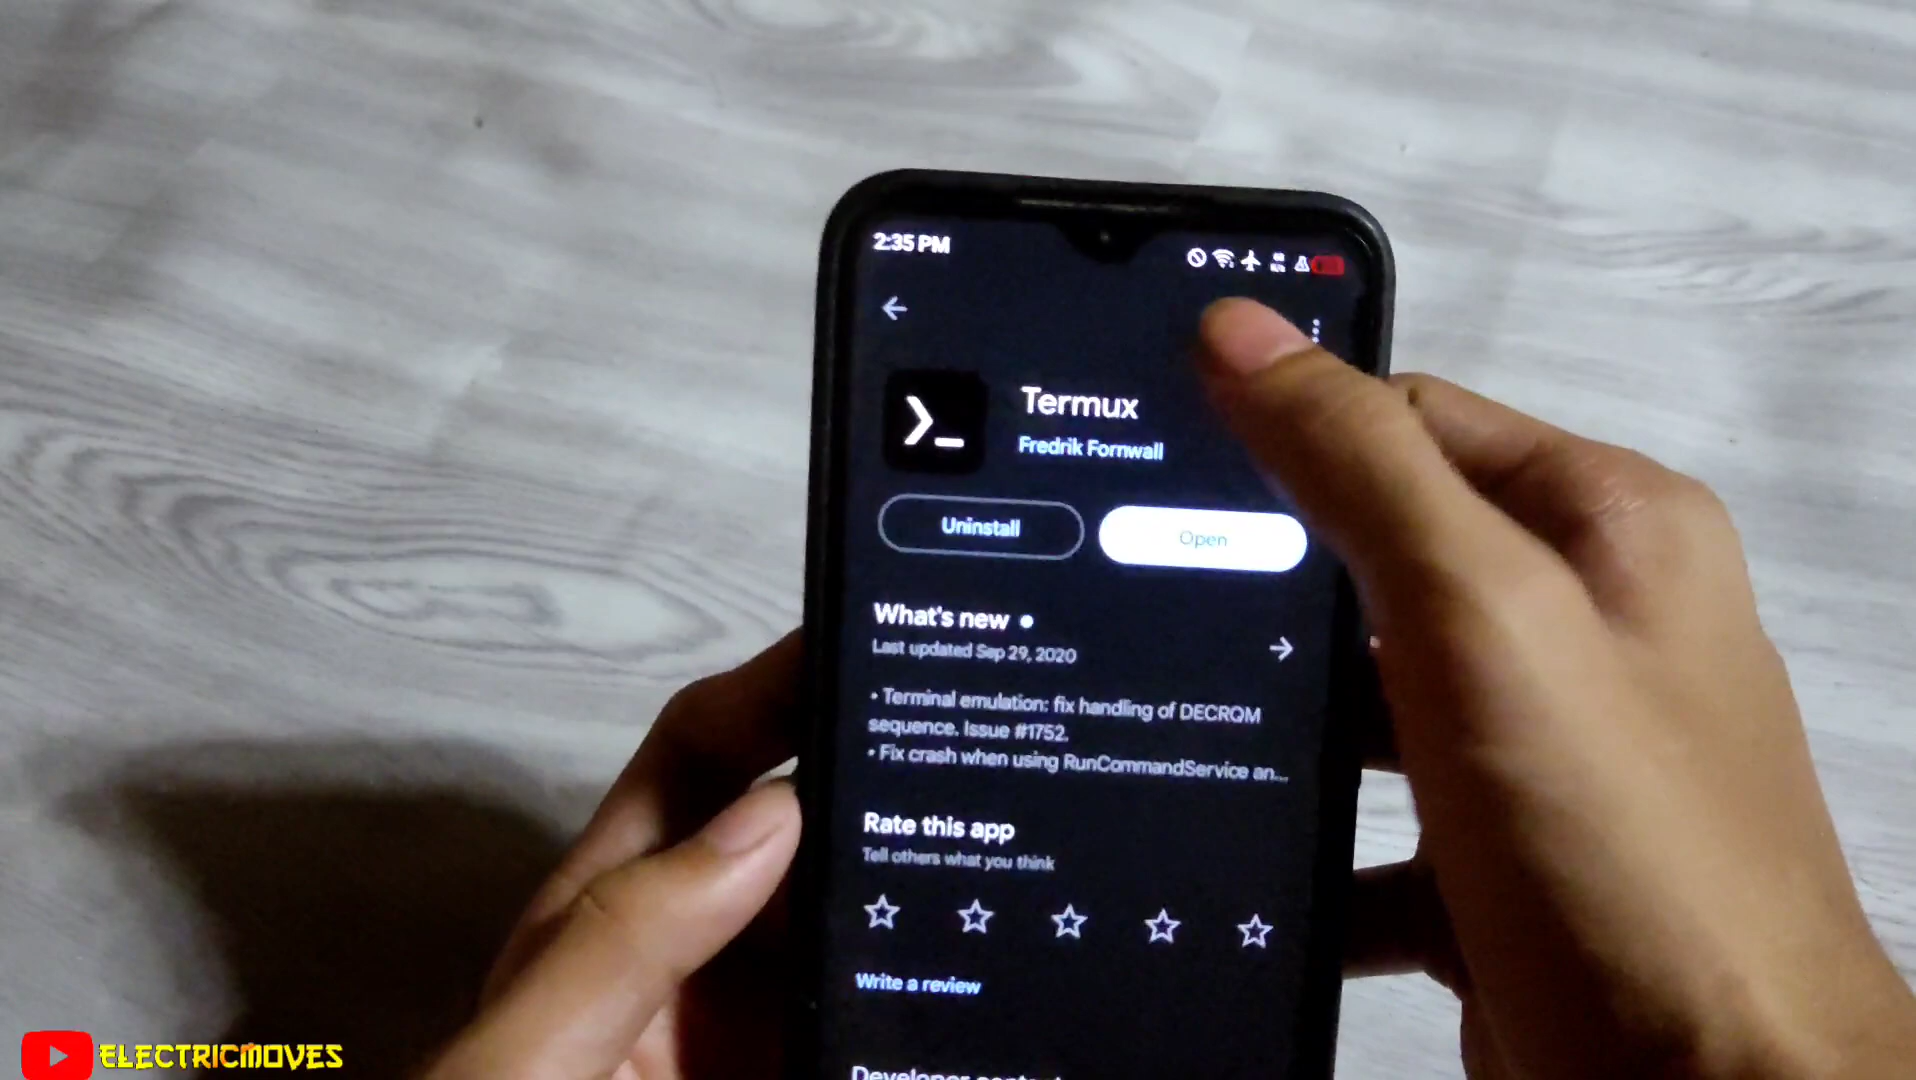 2:35 PM
Termux
Fredrik Fornwall
Uninstall
Open
What's new
Last updated Sep 29, 2020
• Terminal emulation: fix handling of DECRQM
sequence. Issue #1752.
• Fix crash when using RunCommandService an...
Rate this app
Tell others what you think
Write a review
Developer contact
ELECTRICMOVES